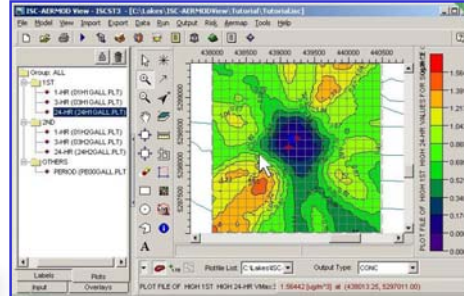 ISC-AERMOD View - ISCST3 - [C:\Lakes\ISC-AERMOD View\Tutorial\Tutorial.isc]
File Model View Import Export Data Run Output Risk Aermap Tools Help
Group: ALL
1ST
1-HR (01H1GALL.PLT)
3-HR (03H1GALL.PLT)
24-HR (24H1GALL.PLT)
2ND
1-HR (01H2GALL.PLT)
3-HR (03H2GALL.PLT)
24-HR (24H2GALL.PLT)
OTHERS
PERIOD (PE00GALL.PLT
Labels Plots
Input Overlays
A
438000 438500 439000 439500 440000 440500
PLOT FILE OF HIGH 1ST HIGH 24-HR VALUES FOR SOURCE
Plotfile List: C:\Lakes\ISC- Output Type: CONC
PLOT FILE OF HIGH 1ST HIGH 24-HR VMax: 1.56442 [ug/m^3] at (438013.25, 5297011.00)